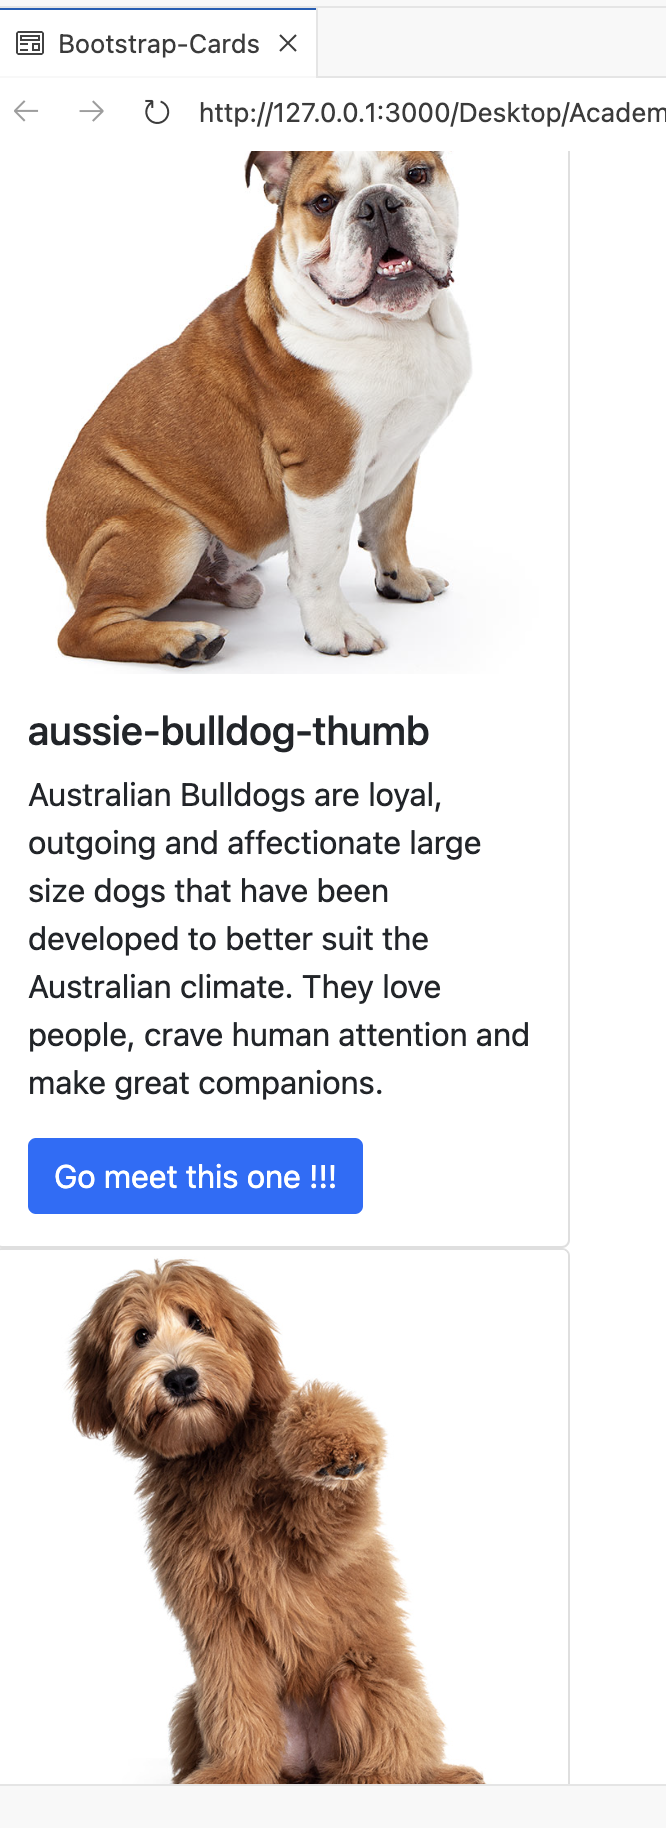 Bootstrap-Cards
http://127.0.0.1:3000/Desktop/Academ
aussie-bulldog-thumb
Australian Bulldogs are loyal,
outgoing and affectionate large
size dogs that have been
developed to better suit the
Australian climate. They love
people, crave human attention and
make great companions.
Go meet this one !!!